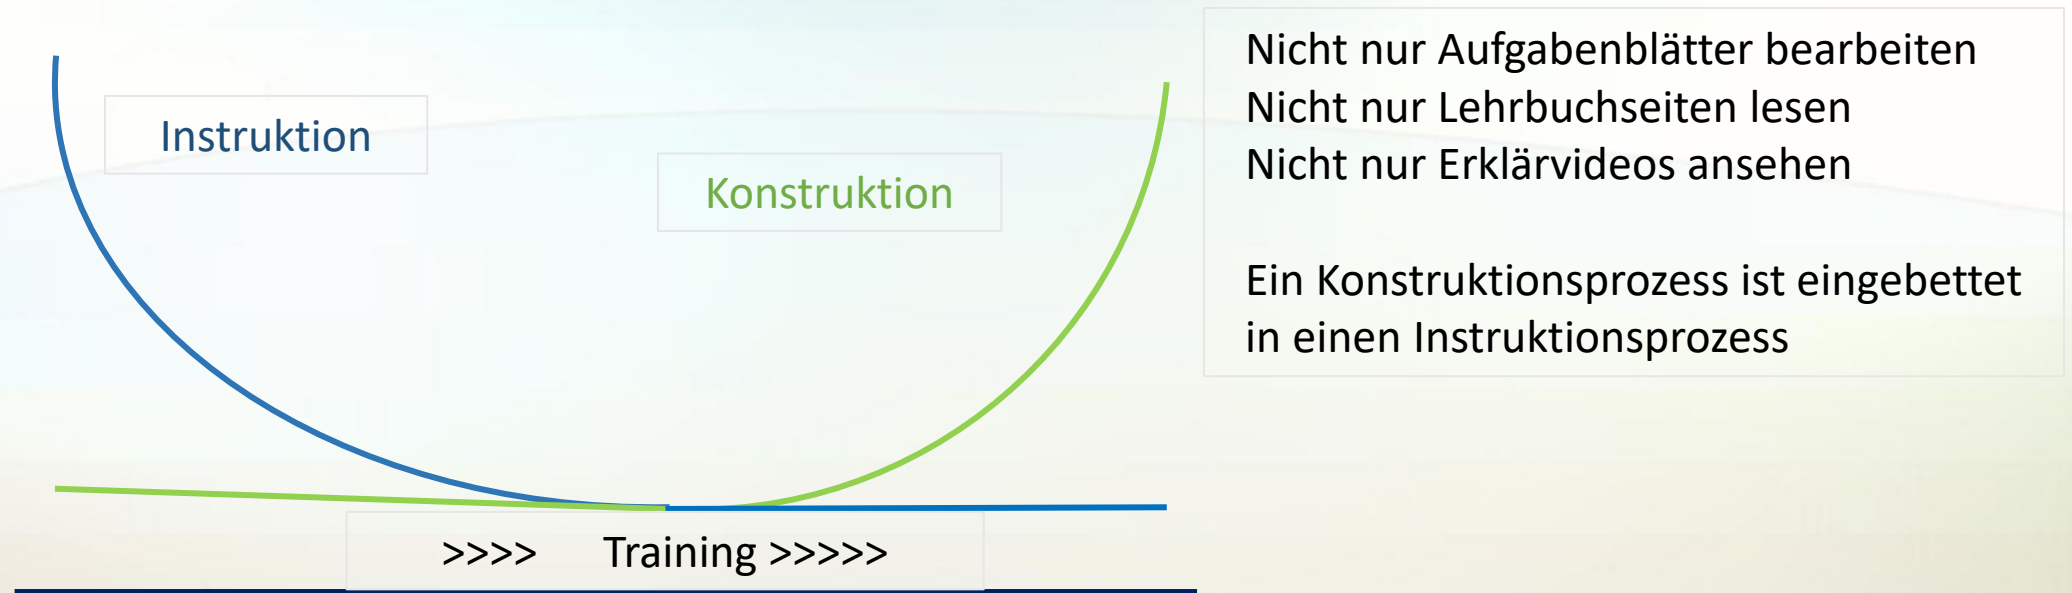 Instruktion
Konstruktion
>>>> Training >>>>>
Nicht nur Aufgabenblätter bearbeiten
Nicht nur Lehrbuchseiten lesen
Nicht nur Erklärvideos ansehen
Ein Konstruktionsprozess ist eingebettet
in einen Instruktionsprozess